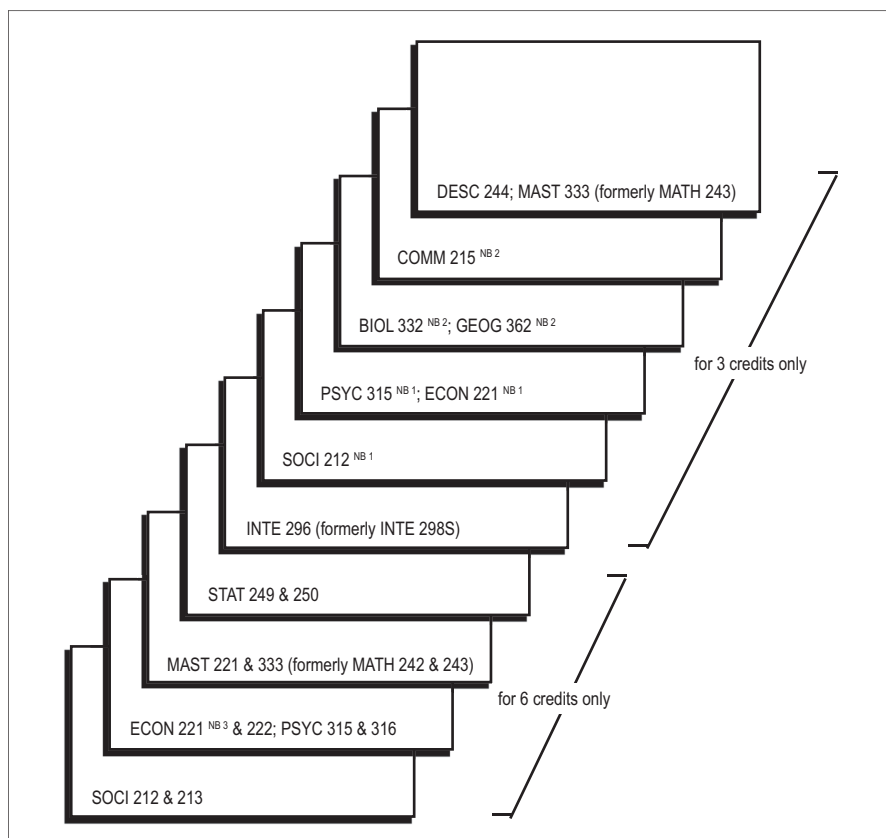 DESC 244; MAST 333 (formerly MATH 243)
COMM 215 NB 2
BIOL 332 NB 2; GEOG 362 NB 2
for 3 credits only
PSYC 315 NB 1; ECON 221 NB 1
SOCI 212 NB 1
INTE 296 (formerly INTE 298S)
STAT 249 & 250
MAST 221 & 333 (formerly MATH 242 & 243)
for 6 credits only
ECON 221 NB 3 & 222; PSYC 315 & 316
SOCI 212 & 213